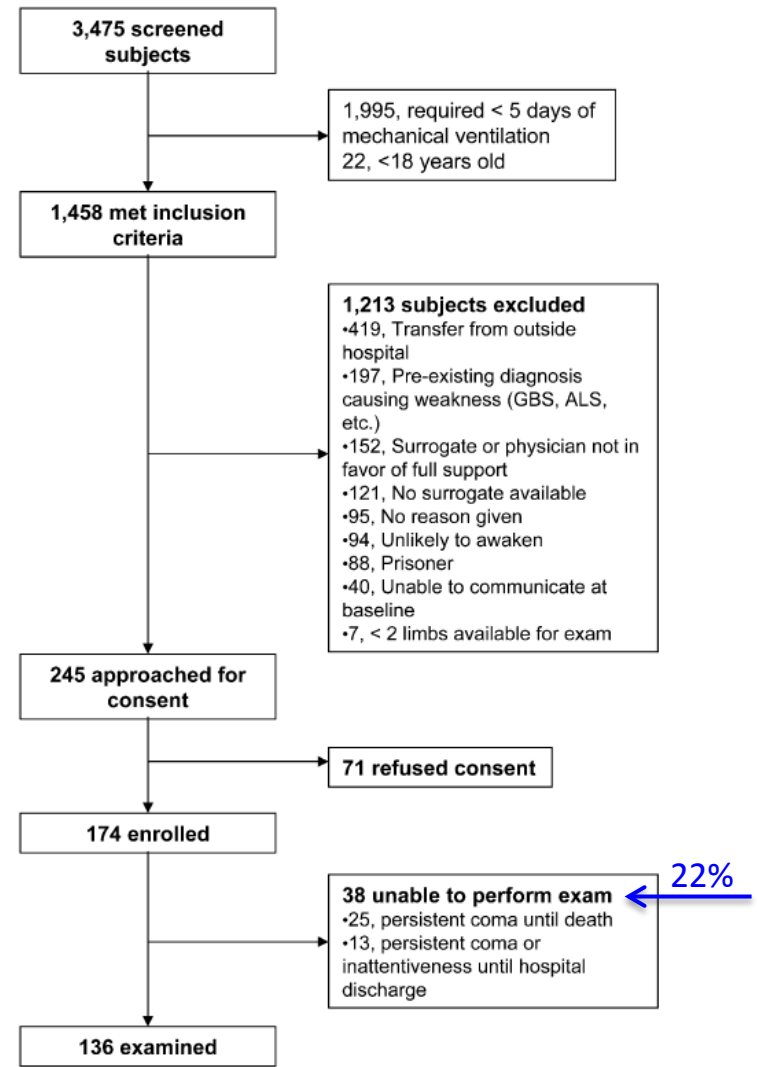 3,475 screened
subjects
1,995, required < 5 days of
mechanical ventilation
22, <18 years old
1,458 met inclusion
criteria
1,213 subjects excluded
•419, Transfer from outside
hospital
•197, Pre-existing diagnosis
causing weakness (GBS, ALS,
etc.)
•152, Surrogate or physician not in
favor of full support
•121, No surrogate available
•95, No reason given
•94, Unlikely to awaken
•88, Prisoner
•40, Unable to communicate at
baseline
•7, < 2 limbs available for exam
245 approached for
consent
71 refused consent
174 enrolled
22%
38 unable to perform exam
•25, persistent coma until death
•13, persistent coma or
inattentiveness until hospital
discharge
136 examined